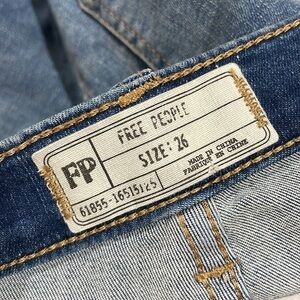 FREE PEOPLE
FP
SIZE: 26
61855-16515125
MADE IN CHINA
FABRIQUÉ EN CHINE